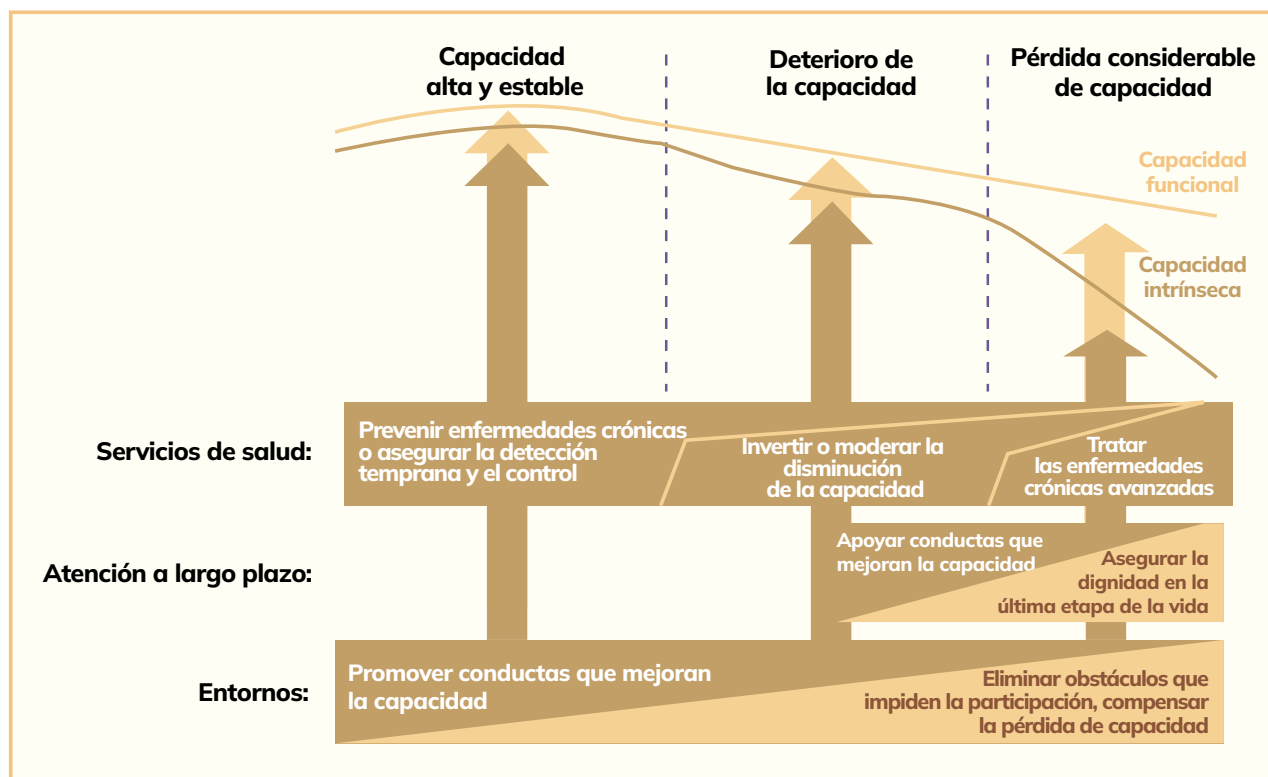 Capacidad
alta y estable
Deterioro de
la capacidad
Pérdida considerable
de capacidad
Capacidad
funcional
Capacidad
intrínseca
Servicios de salud:
Prevenir enfermedades crónicas
o asegurar la detección
temprana y el control
Invertir o moderar la
disminución
de la capacidad
Tratar
las enfermedades
crónicas avanzadas
Atención a largo plazo:
Apoyar conductas que
mejoran la capacidad
Asegurar la
dignidad en la
última etapa de la vida
Entornos:
Promover conductas que mejoran
la capacidad
Eliminar obstáculos que
impiden la participación, compensar
la pérdida de capacidad